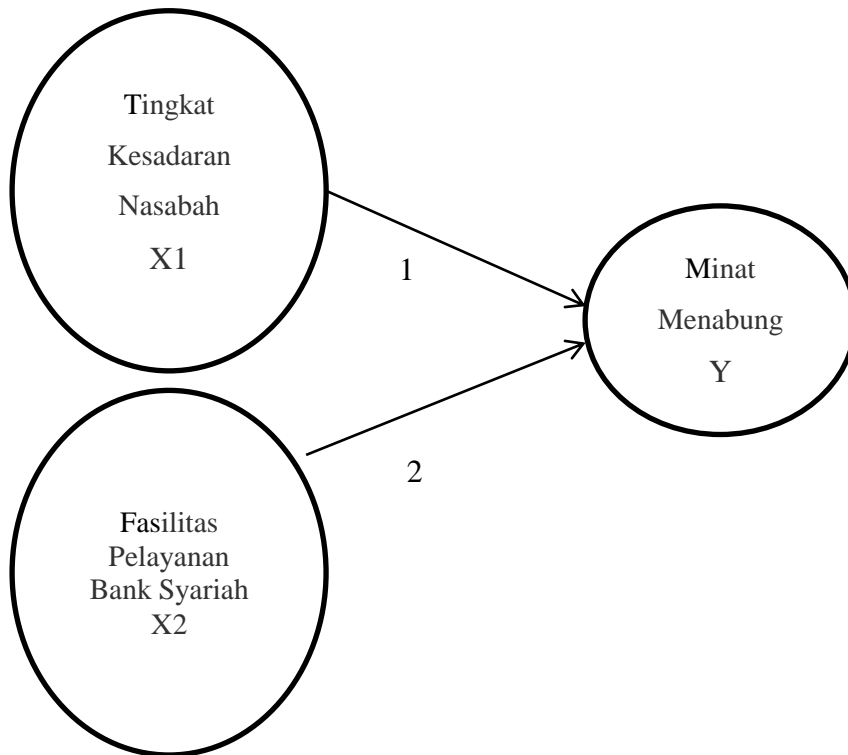 Tingkat
Kesadaran
Nasabah
X1
1
Minat
Menabung
Y
2
Fasilitas
Pelayanan
Bank Syariah
X2